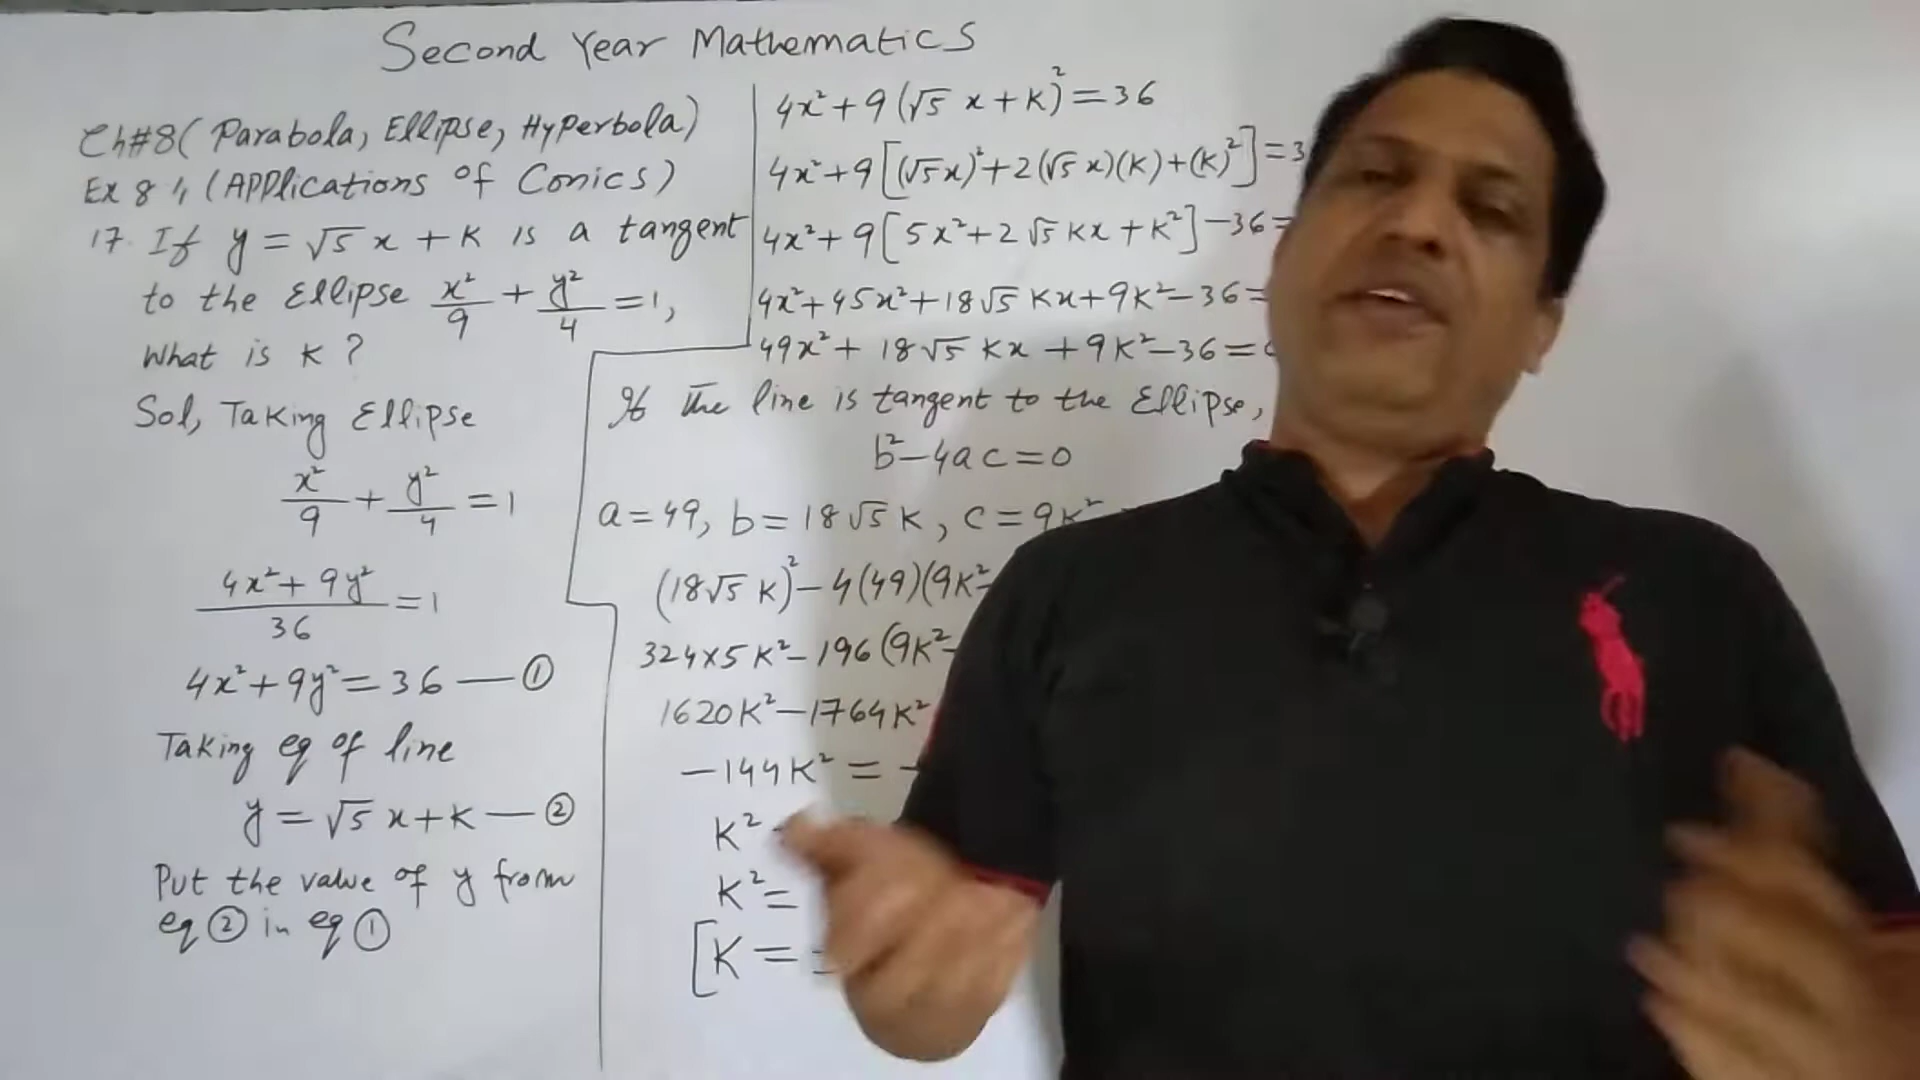 Second Year Mathematics
Ch#8( Parabola, Ellipse, Hyperbola)
Ex 8.1, (Applications of Conics)
17. If y = √5 x + K is a tangent
to the Ellipse x²/9 + y²/4 = 1,
What is K ?
Sol, Taking Ellipse
x²/9 + y²/4 = 1
(4x² + 9y²)/36 = 1
4x² + 9y² = 36 — ①
Taking eq of line
y = √5 x + K — ②
Put the value of y from
eq ② in eq ①
4x² + 9(√5 x + K)² = 36
4x² + 9[(√5x)² + 2(√5 x)(K) + (K)²] = 3
4x² + 9[5x² + 2√5 Kx + K²] − 36 =
4x² + 45x² + 18√5 Kx + 9K² − 36 =
49x² + 18√5 Kx + 9K² − 36 =
If the line is tangent to the Ellipse,
b² − 4ac = 0
a = 49, b = 18√5 K, c = 9K²
(18√5 K)² − 4(49)(9K² −
324×5 K² − 196(9K² −
1620K² − 1764K²
−144K² = −
K²
K² =
[K =